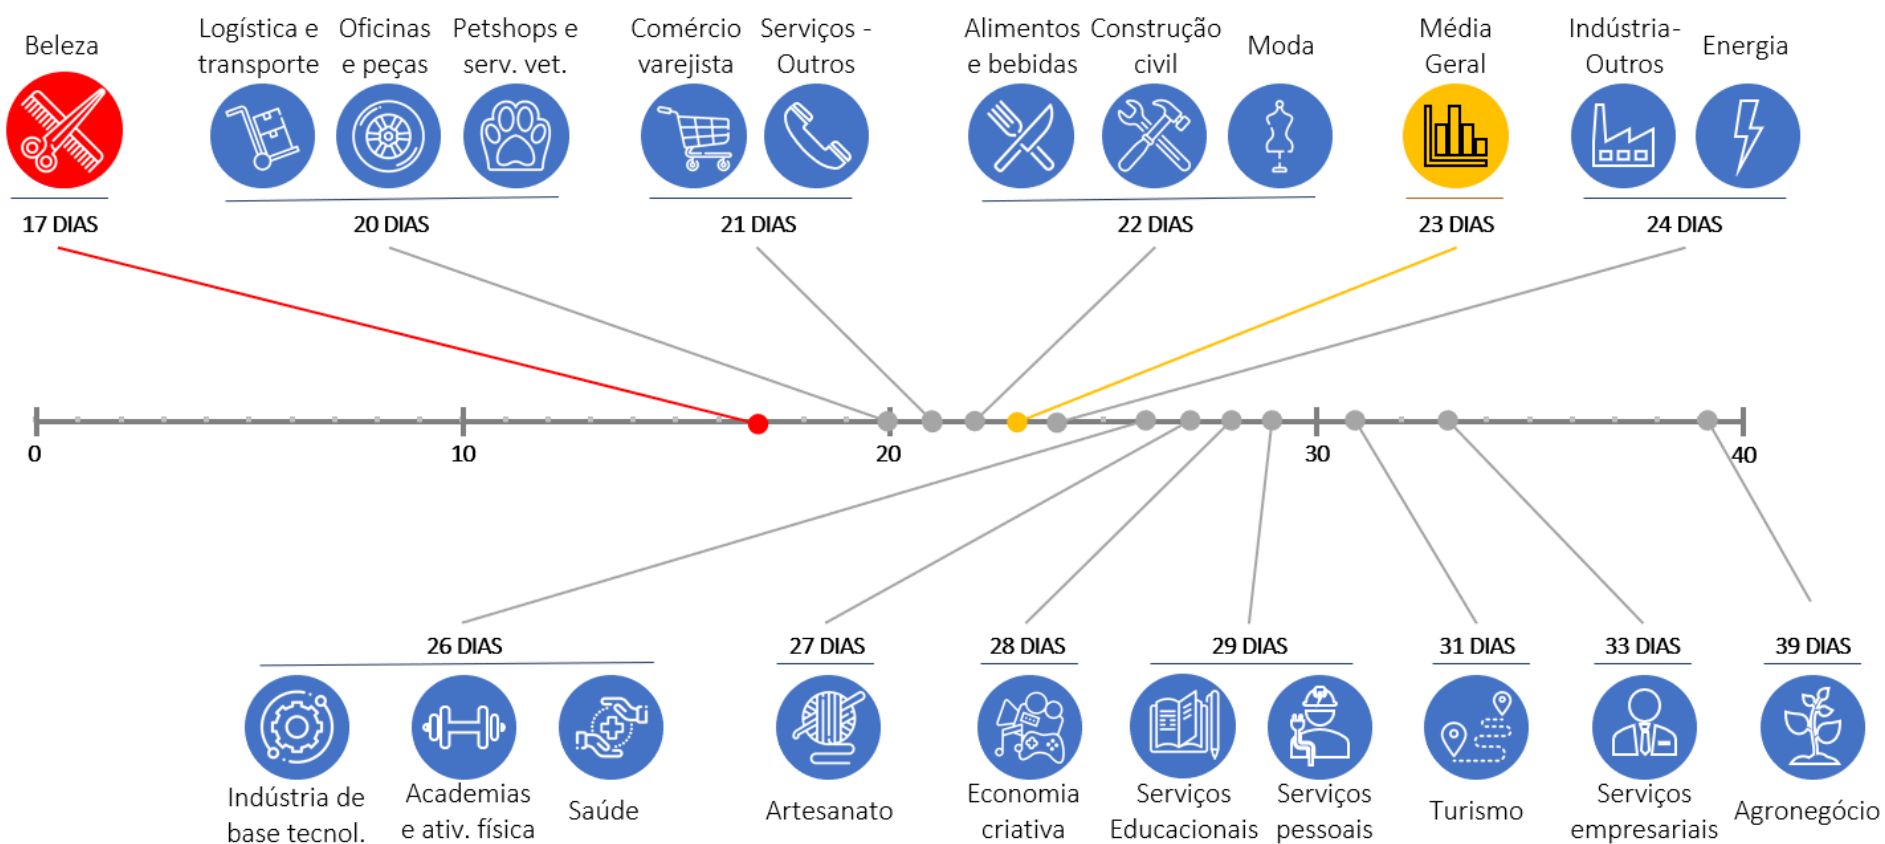 Beleza
Logística e
transporte
Oficinas
e peças
Petshops e
serv. vet.
Comércio
varejista
Serviços -
Outros
Alimentos
e bebidas
Construção
civil
Moda
Média
Geral
Indústria-
Outros
Energia
17 DIAS
20 DIAS
21 DIAS
22 DIAS
23 DIAS
24 DIAS
0
10
20
30
40
26 DIAS
27 DIAS
28 DIAS
29 DIAS
31 DIAS
33 DIAS
39 DIAS
Indústria de
base tecnol.
Academias
e ativ. física
Saúde
Artesanato
Economia
criativa
Serviços
Educacionais
Serviços
pessoais
Turismo
Serviços
empresariais
Agronegócio